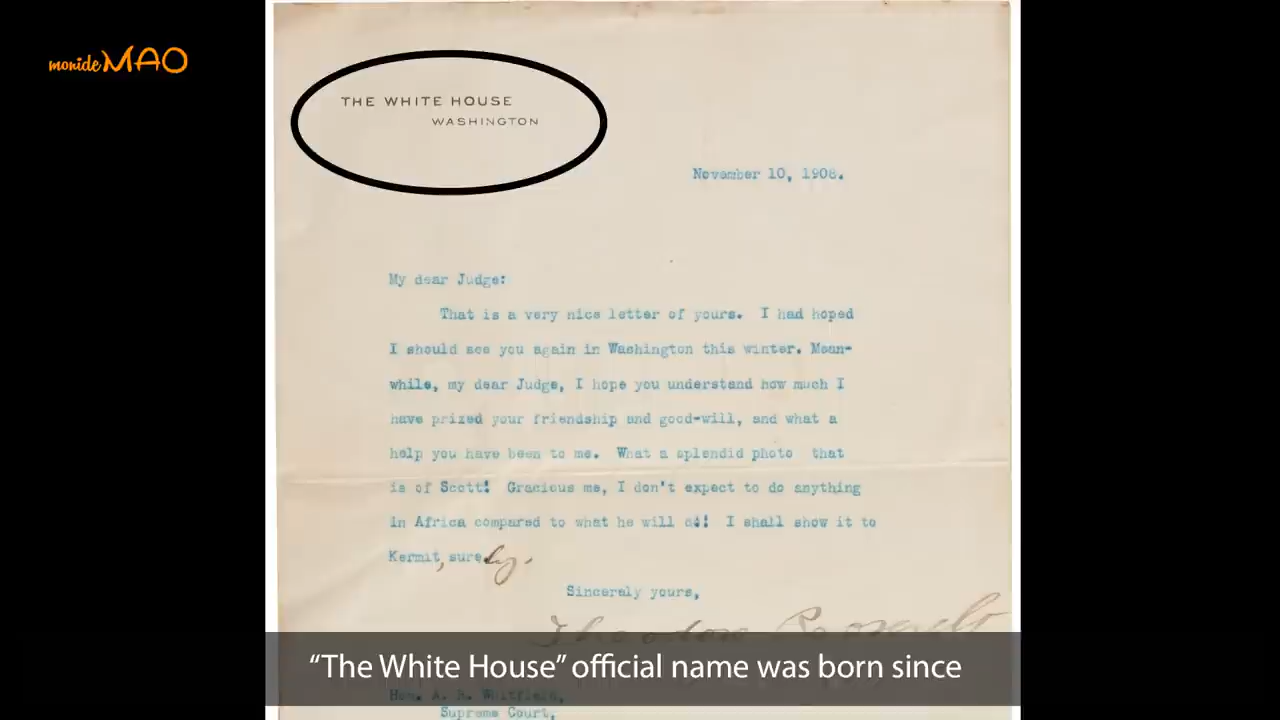 monideMAO
THE WHITE HOUSE
WASHINGTON
November 10, 1908.
My dear Judge:
That is a very nice letter of yours. I had hoped
I should see you again in Washington this winter. Mean-
while, my dear Judge, I hope you understand how much I
have prized your friendship and good-will, and what a
help you have been to me. What a splendid photo that
is of Scott! Gracious me, I don't expect to do anything
in Africa compared to what he will do! I shall show it to
Kermit, surely.
Sincerely yours,
Theodore Roosevelt
“The White House” official name was born since
Hon. A. R. Whitfield,
Supreme Court,